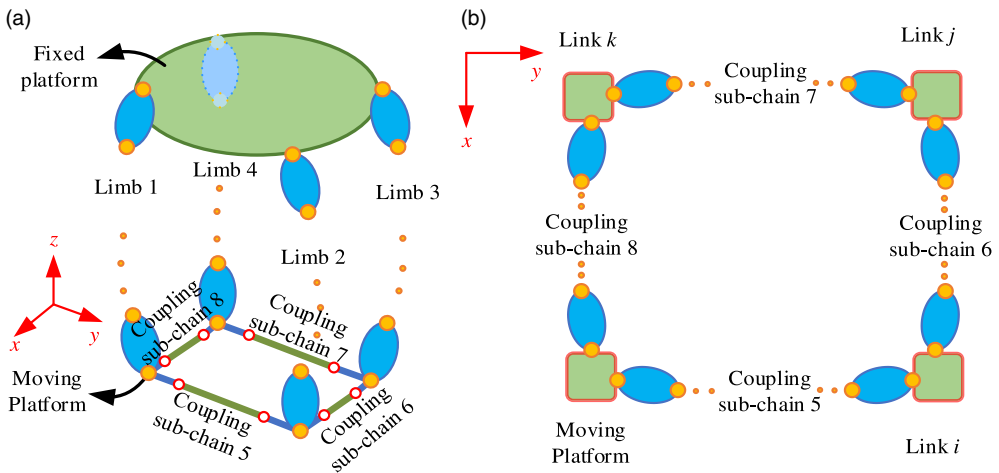 (a)
Fixed
platform
Limb 1
Limb 4
Limb 3
Limb 2
z
x
y
Coupling
sub-chain 8
Coupling
sub-chain 7
Moving
Platform
Coupling
sub-chain 5
Coupling
sub-chain 6
(b)
y
x
Link k
Link j
Coupling
sub-chain 7
Coupling
sub-chain 8
Coupling
sub-chain 6
Coupling
sub-chain 5
Moving
Platform
Link i